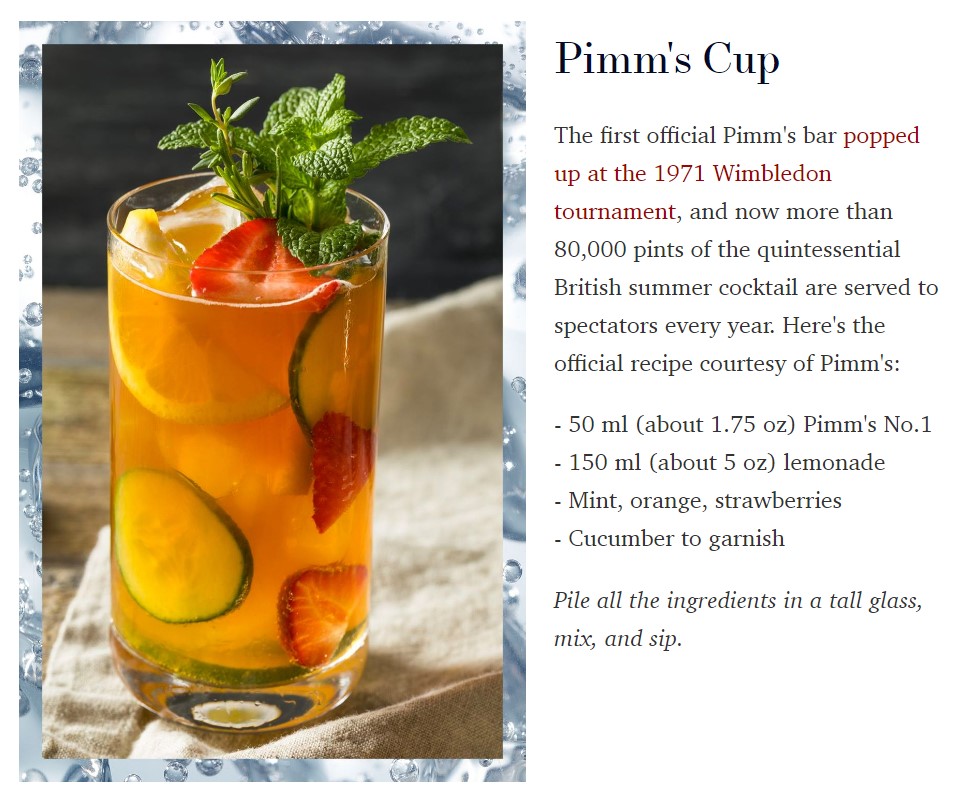 Pimm's Cup
The first official Pimm's bar popped
up at the 1971 Wimbledon
tournament, and now more than
80,000 pints of the quintessential
British summer cocktail are served to
spectators every year. Here's the
official recipe courtesy of Pimm's:
- 50 ml (about 1.75 oz) Pimm's No.1
- 150 ml (about 5 oz) lemonade
- Mint, orange, strawberries
- Cucumber to garnish
Pile all the ingredients in a tall glass,
mix, and sip.